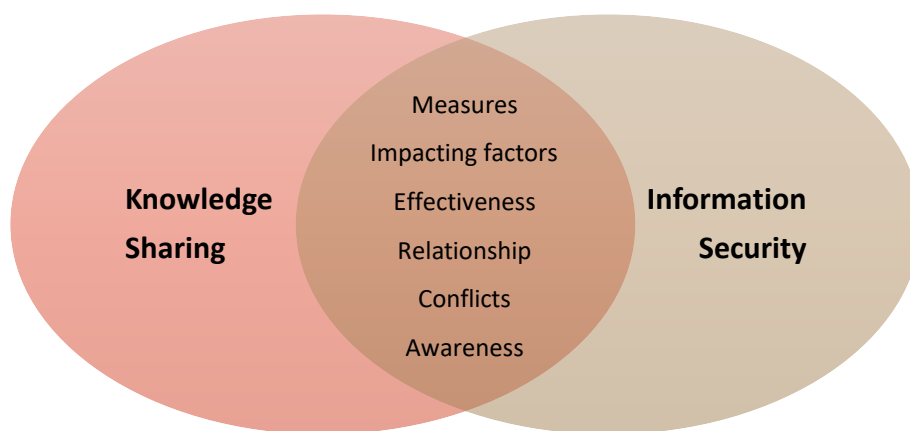 Knowledge
Sharing
Measures
Impacting factors
Effectiveness
Relationship
Conflicts
Awareness
Information
Security